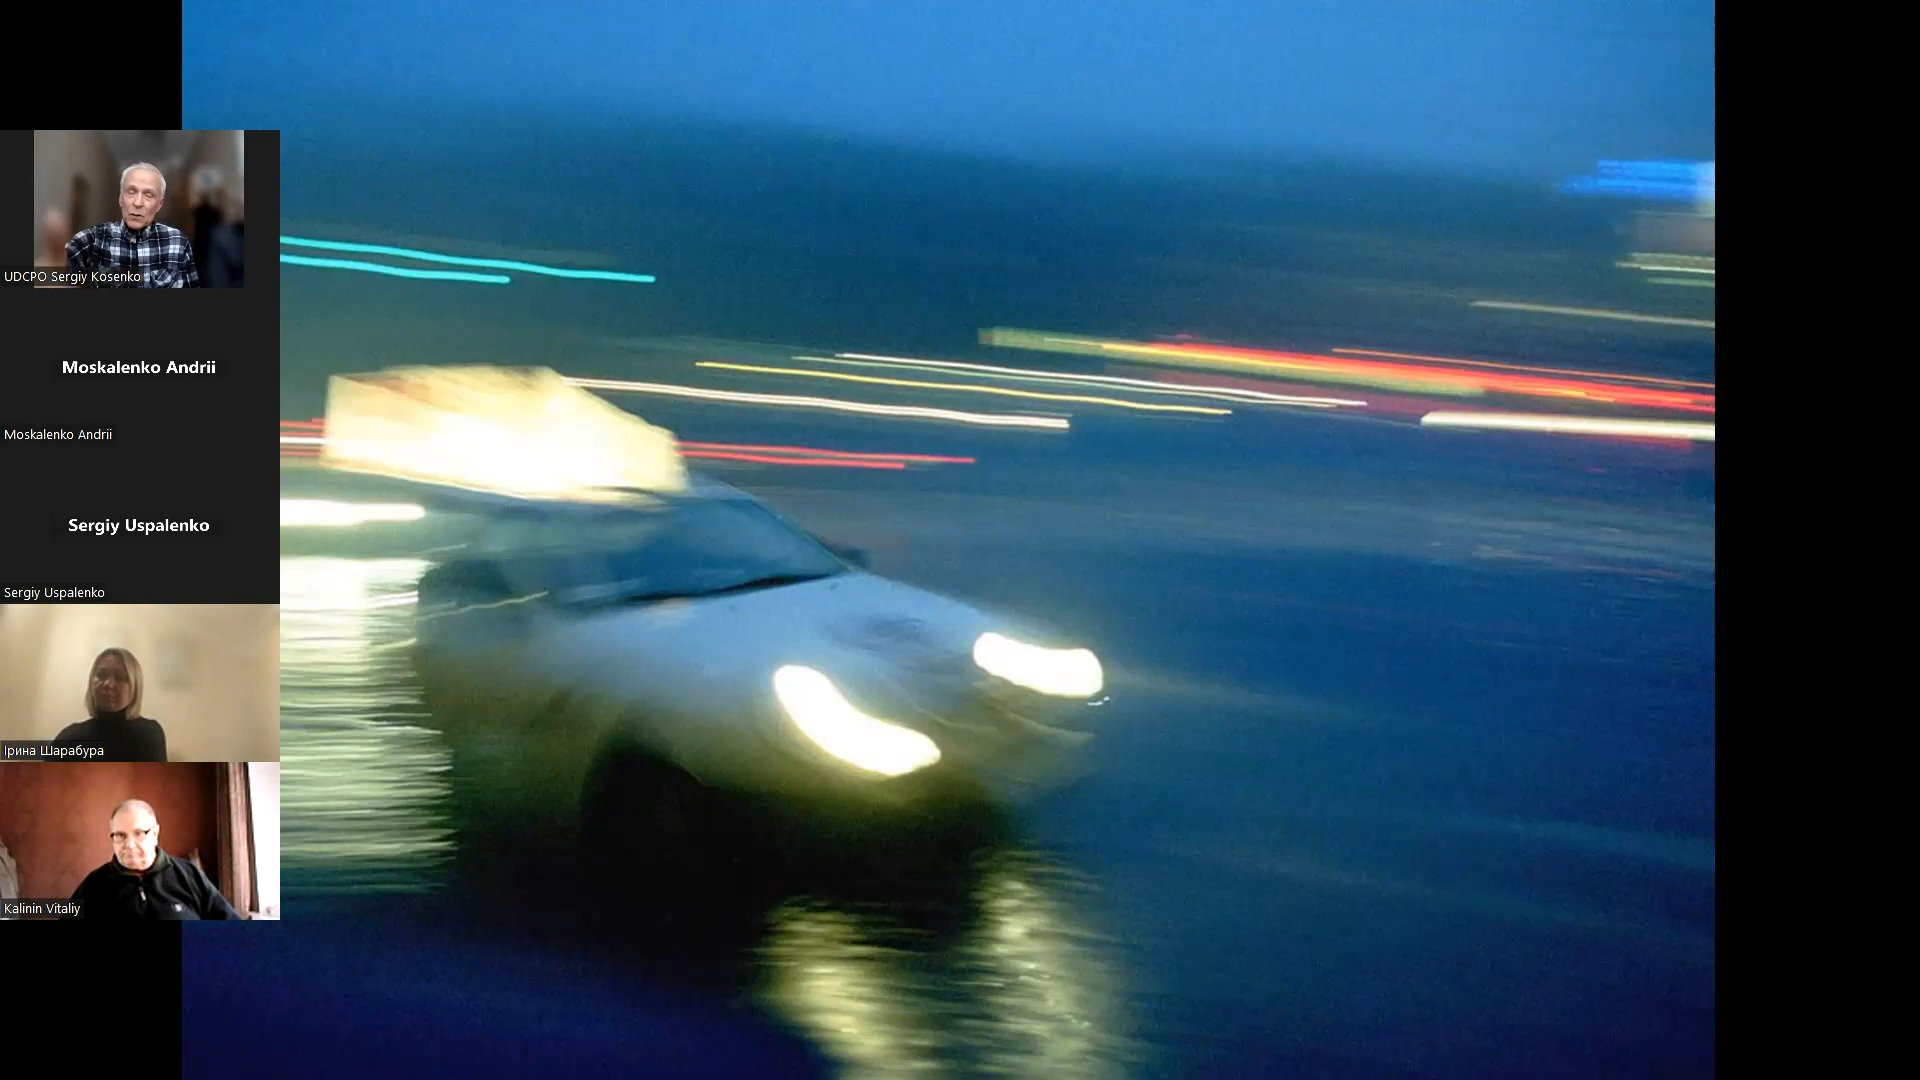 UDCPO Sergiy Kosenko
Moskalenko Andrii
Moskalenko Andrii
Sergiy Uspalenko
Sergiy Uspalenko
Ірина Шарабура
Kalinin Vitaliy